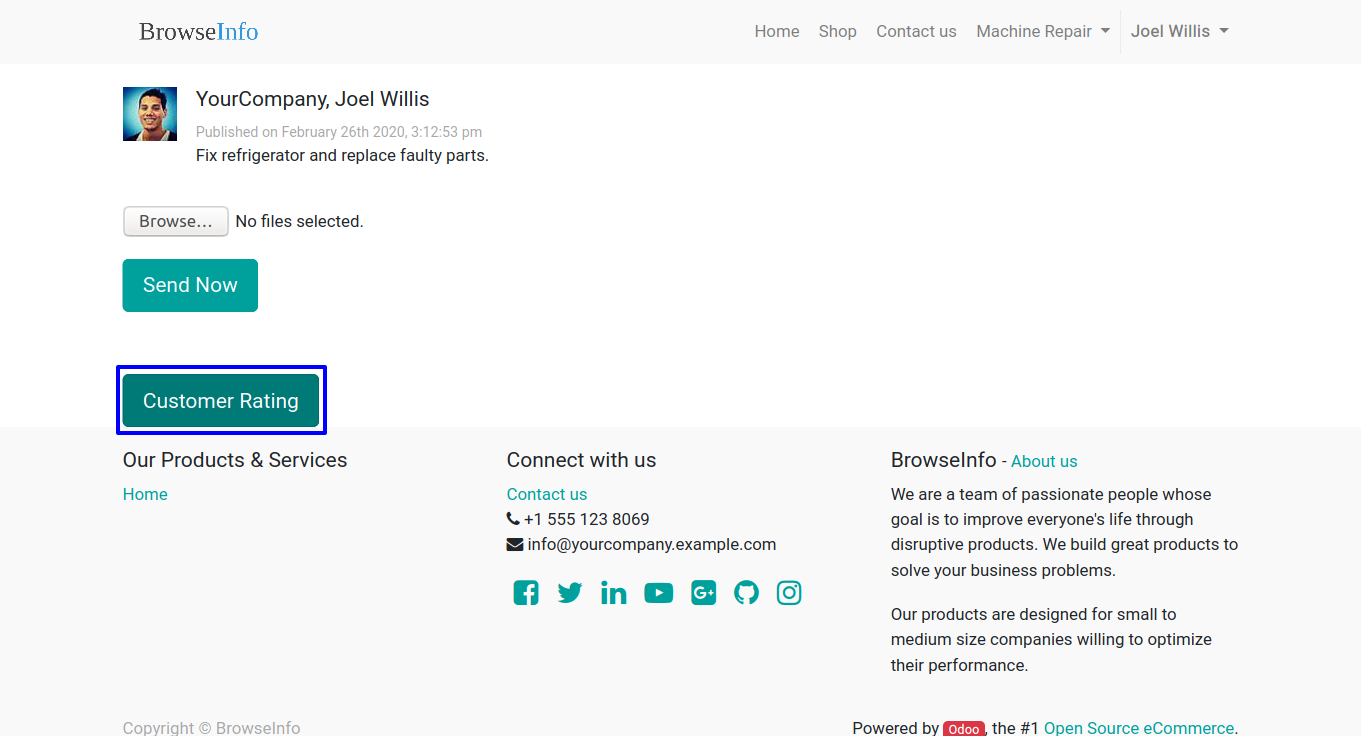 BrowseInfo
Home Shop Contact us Machine Repair Joel Willis
YourCompany, Joel Willis
Published on February 26th 2020, 3:12:53 pm
Fix refrigerator and replace faulty parts.
Browse... No files selected.
Send Now
Customer Rating
Our Products & Services
Home
Connect with us
Contact us
+1 555 123 8069
info@yourcompany.example.com
BrowseInfo - About us
We are a team of passionate people whose
goal is to improve everyone's life through
disruptive products. We build great products to
solve your business problems.
Our products are designed for small to
medium size companies willing to optimize
their performance.
Copyright © BrowseInfo
Powered by Odoo, the #1 Open Source eCommerce.